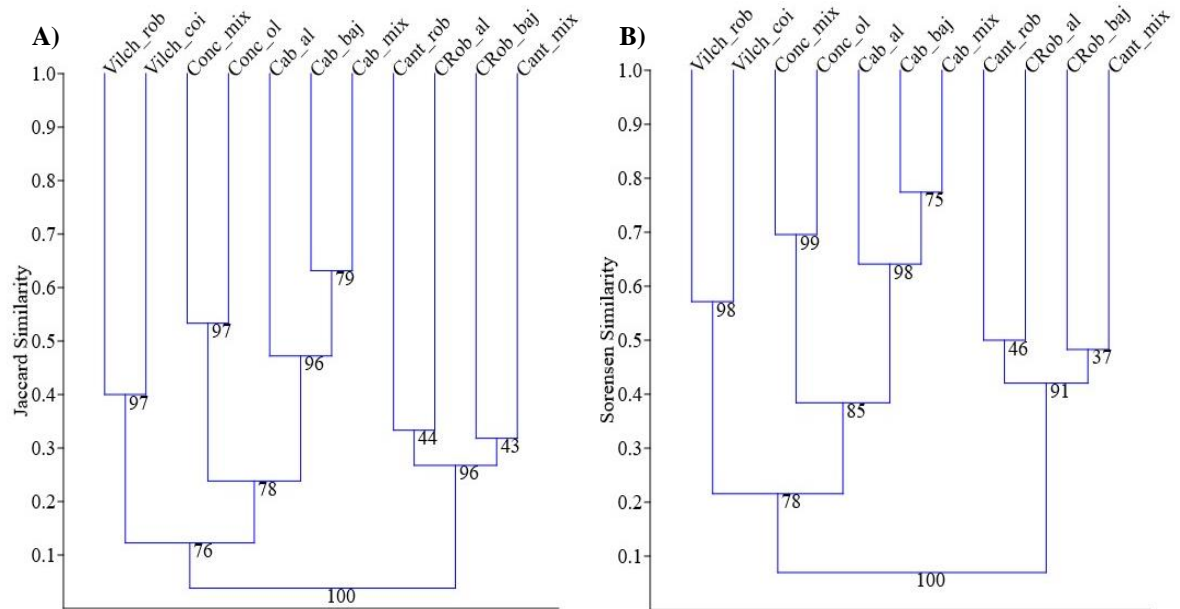 A)
Vilch_rob
Vilch_coi
Conc_mix
Conc_ol
Cab_al
Cab_baj
Cab_mix
Cant_rob
CRob_al
CRob_baj
Cant_mix
Jaccard Similarity
1.0
0.9
0.8
0.7
0.6
0.5
0.4
0.3
0.2
0.1
79
97
96
97
44
43
96
78
76
100
B)
Vilch_rob
Vilch_coi
Conc_mix
Conc_ol
Cab_al
Cab_baj
Cab_mix
Cant_rob
CRob_al
CRob_baj
Cant_mix
Sorensen Similarity
1.0
0.9
0.8
0.7
0.6
0.5
0.4
0.3
0.2
0.1
75
99
98
98
46
37
91
85
78
100